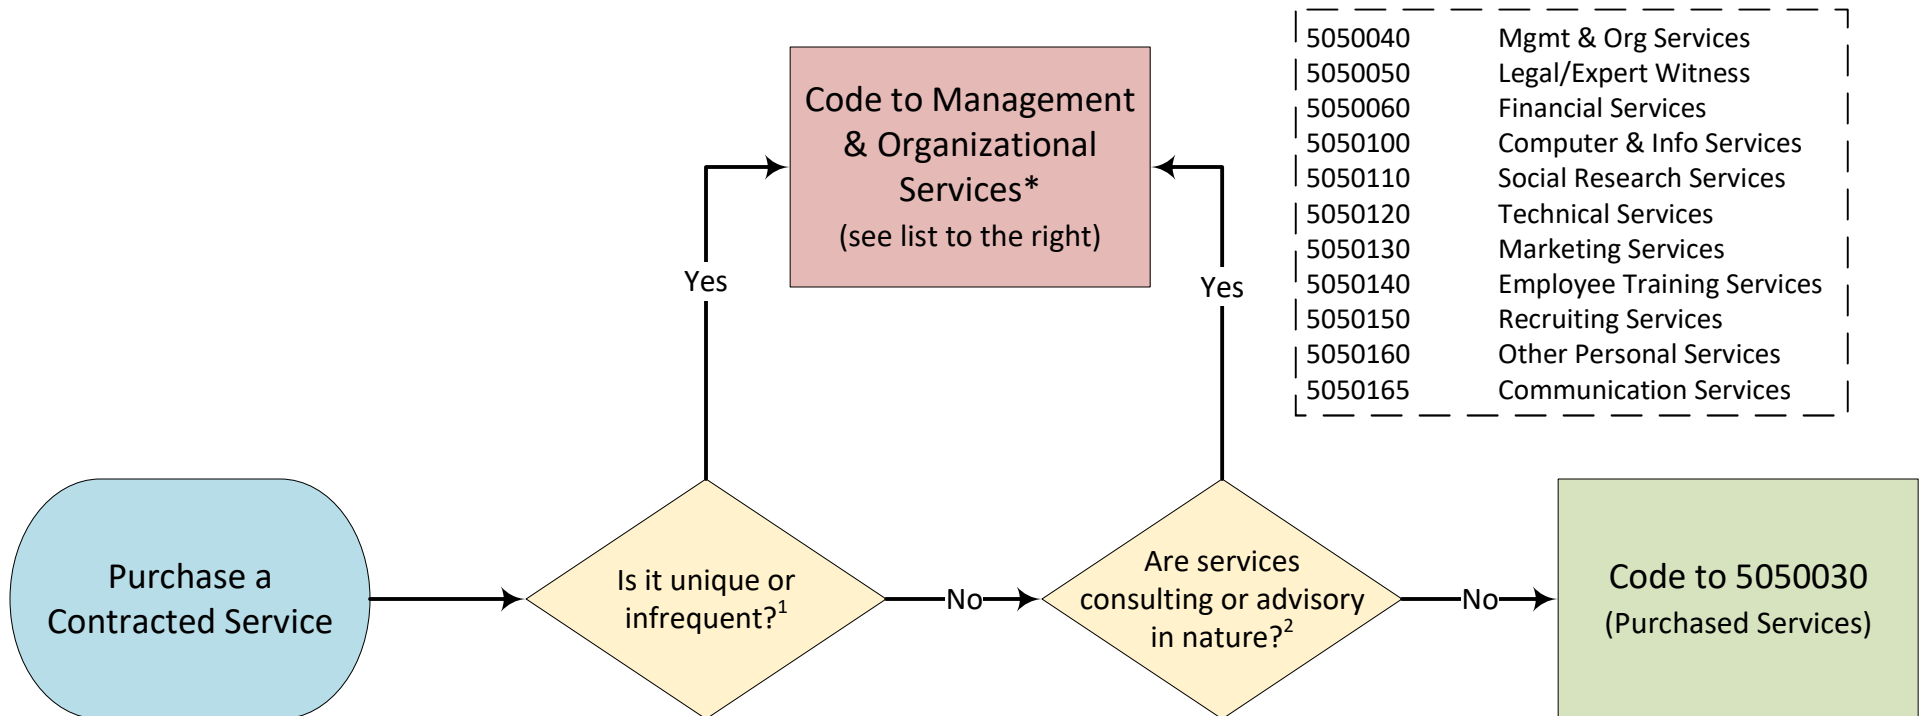 5050040 Mgmt & Org Services
5050050 Legal/Expert Witness
5050060 Financial Services
5050100 Computer & Info Services
5050110 Social Research Services
5050120 Technical Services
5050130 Marketing Services
5050140 Employee Training Services
5050150 Recruiting Services
5050160 Other Personal Services
5050165 Communication Services
Code to Management
& Organizational
Services*
(see list to the right)
Yes
Yes
Purchase a
Contracted Service
Is it unique or
infrequent?¹
No
Are services
consulting or advisory
in nature?²
No
Code to 5050030
(Purchased Services)